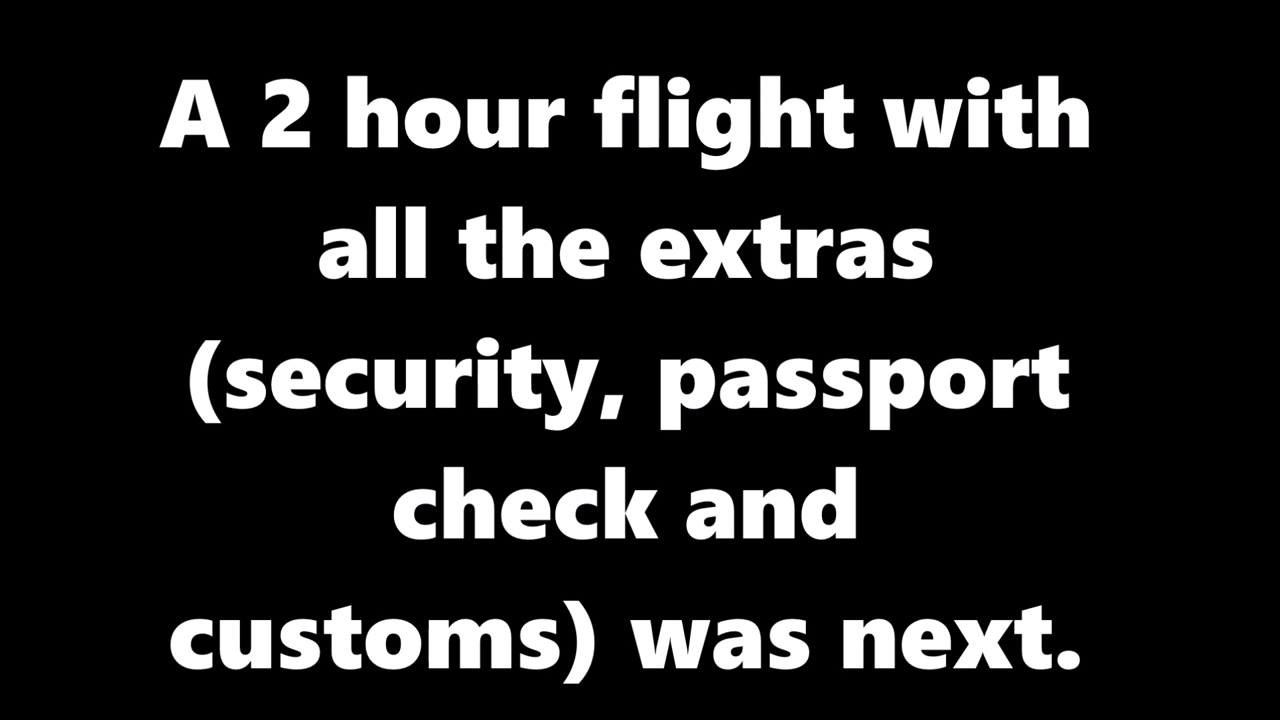 A 2 hour flight with
all the extras
(security, passport
check and
customs) was next.